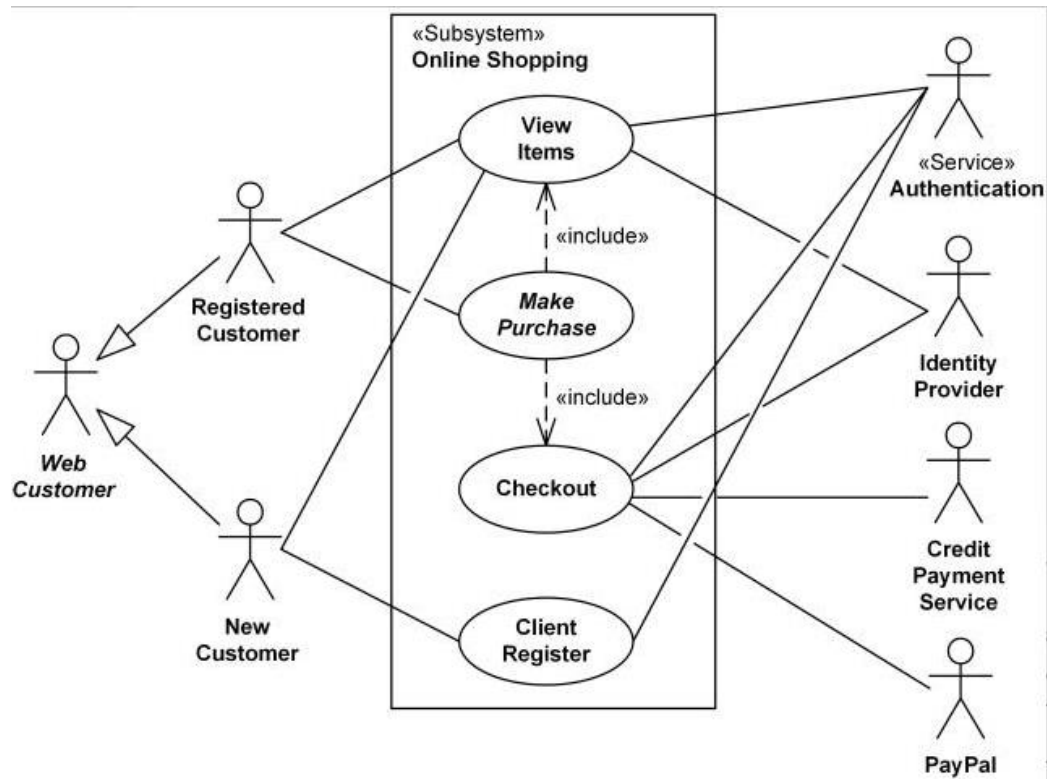 «Subsystem»
Online Shopping
View
Items
«include»
Make
Purchase
«include»
Checkout
Client
Register
Registered
Customer
Web
Customer
New
Customer
«Service»
Authentication
Identity
Provider
Credit
Payment
Service
PayPal